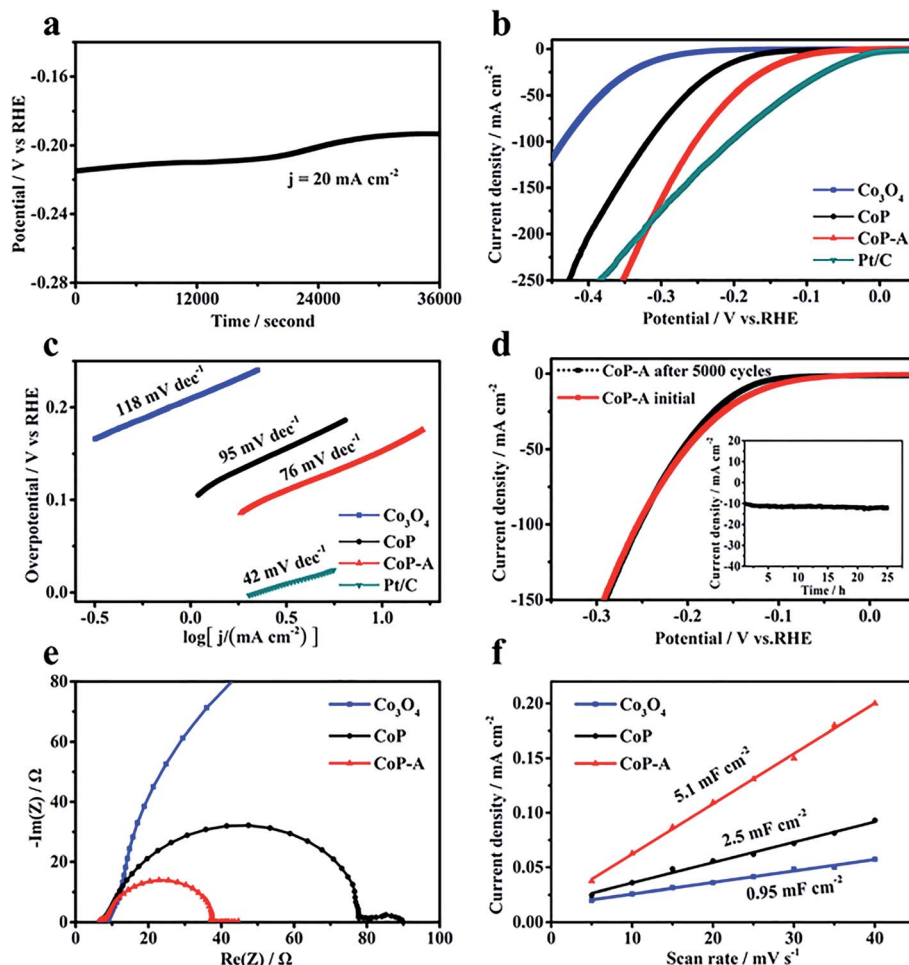 a
Potential / V vs RHE
-0.16
-0.20
-0.24
-0.28
j = 20 mA cm⁻²
0 12000 24000 36000
Time / second
b
Current density / mA cm⁻²
0
-50
-100
-150
-200
-250
Co₃O₄
CoP
CoP-A
Pt/C
-0.4 -0.3 -0.2 -0.1 0.0
Potential / V vs.RHE
c
Overpotential / V vs RHE
0.2
0.1
0.0
118 mV dec⁻¹
95 mV dec⁻¹
76 mV dec⁻¹
42 mV dec⁻¹
Co₃O₄
CoP
CoP-A
Pt/C
-0.5 0.0 0.5 1.0
log[ j/(mA cm⁻²) ]
d
Current density / mA cm⁻²
0
-50
-100
-150
CoP-A after 5000 cycles
CoP-A initial
Current density / mA cm⁻²
20
10
0
-10
-20
-30
-40
5 10 15 20 25
Time / h
-0.3 -0.2 -0.1 0.0
Potential / V vs.RHE
e
-Im(Z) / Ω
80
60
40
20
0
Co₃O₄
CoP
CoP-A
0 20 40 60 80 100
Re(Z) / Ω
f
Current density / mA cm⁻²
0.20
0.15
0.10
0.05
0.00
Co₃O₄
CoP
CoP-A
5.1 mF cm⁻²
2.5 mF cm⁻²
0.95 mF cm⁻²
0 10 20 30 40
Scan rate / mV s⁻¹